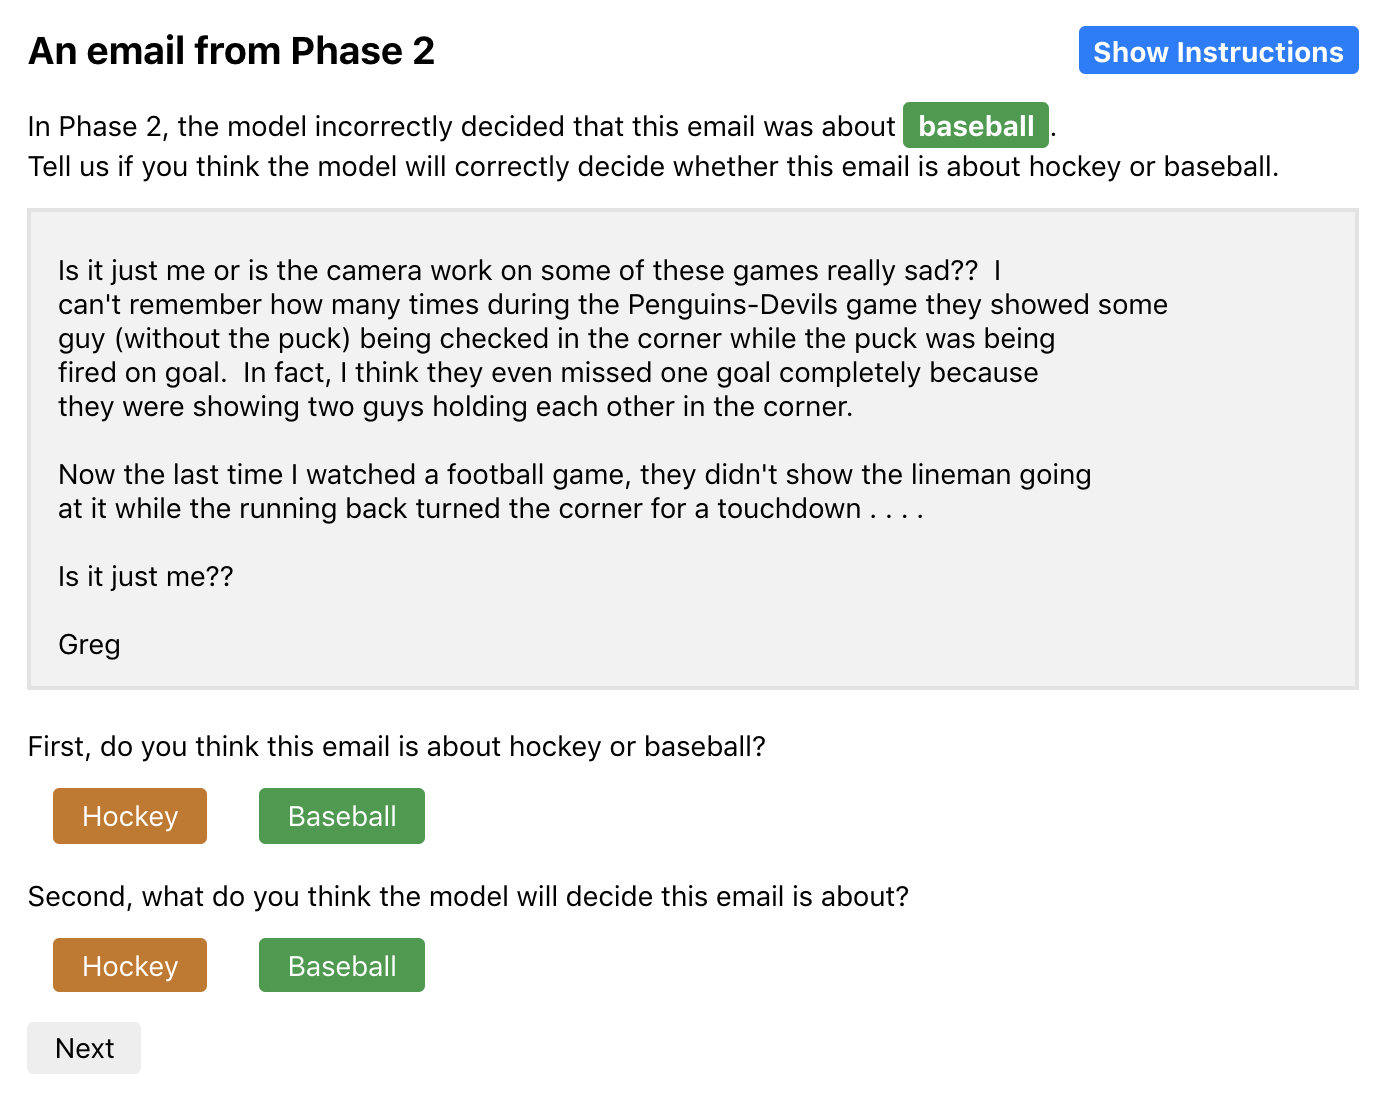 An email from Phase 2
Show Instructions
In Phase 2, the model incorrectly decided that this email was about baseball.
Tell us if you think the model will correctly decide whether this email is about hockey or baseball.
Is it just me or is the camera work on some of these games really sad??  I
can't remember how many times during the Penguins-Devils game they showed some
guy (without the puck) being checked in the corner while the puck was being
fired on goal.  In fact, I think they even missed one goal completely because
they were showing two guys holding each other in the corner.
Now the last time I watched a football game, they didn't show the lineman going
at it while the running back turned the corner for a touchdown . . . .
Is it just me??
Greg
First, do you think this email is about hockey or baseball?
Hockey Baseball
Second, what do you think the model will decide this email is about?
Hockey Baseball
Next